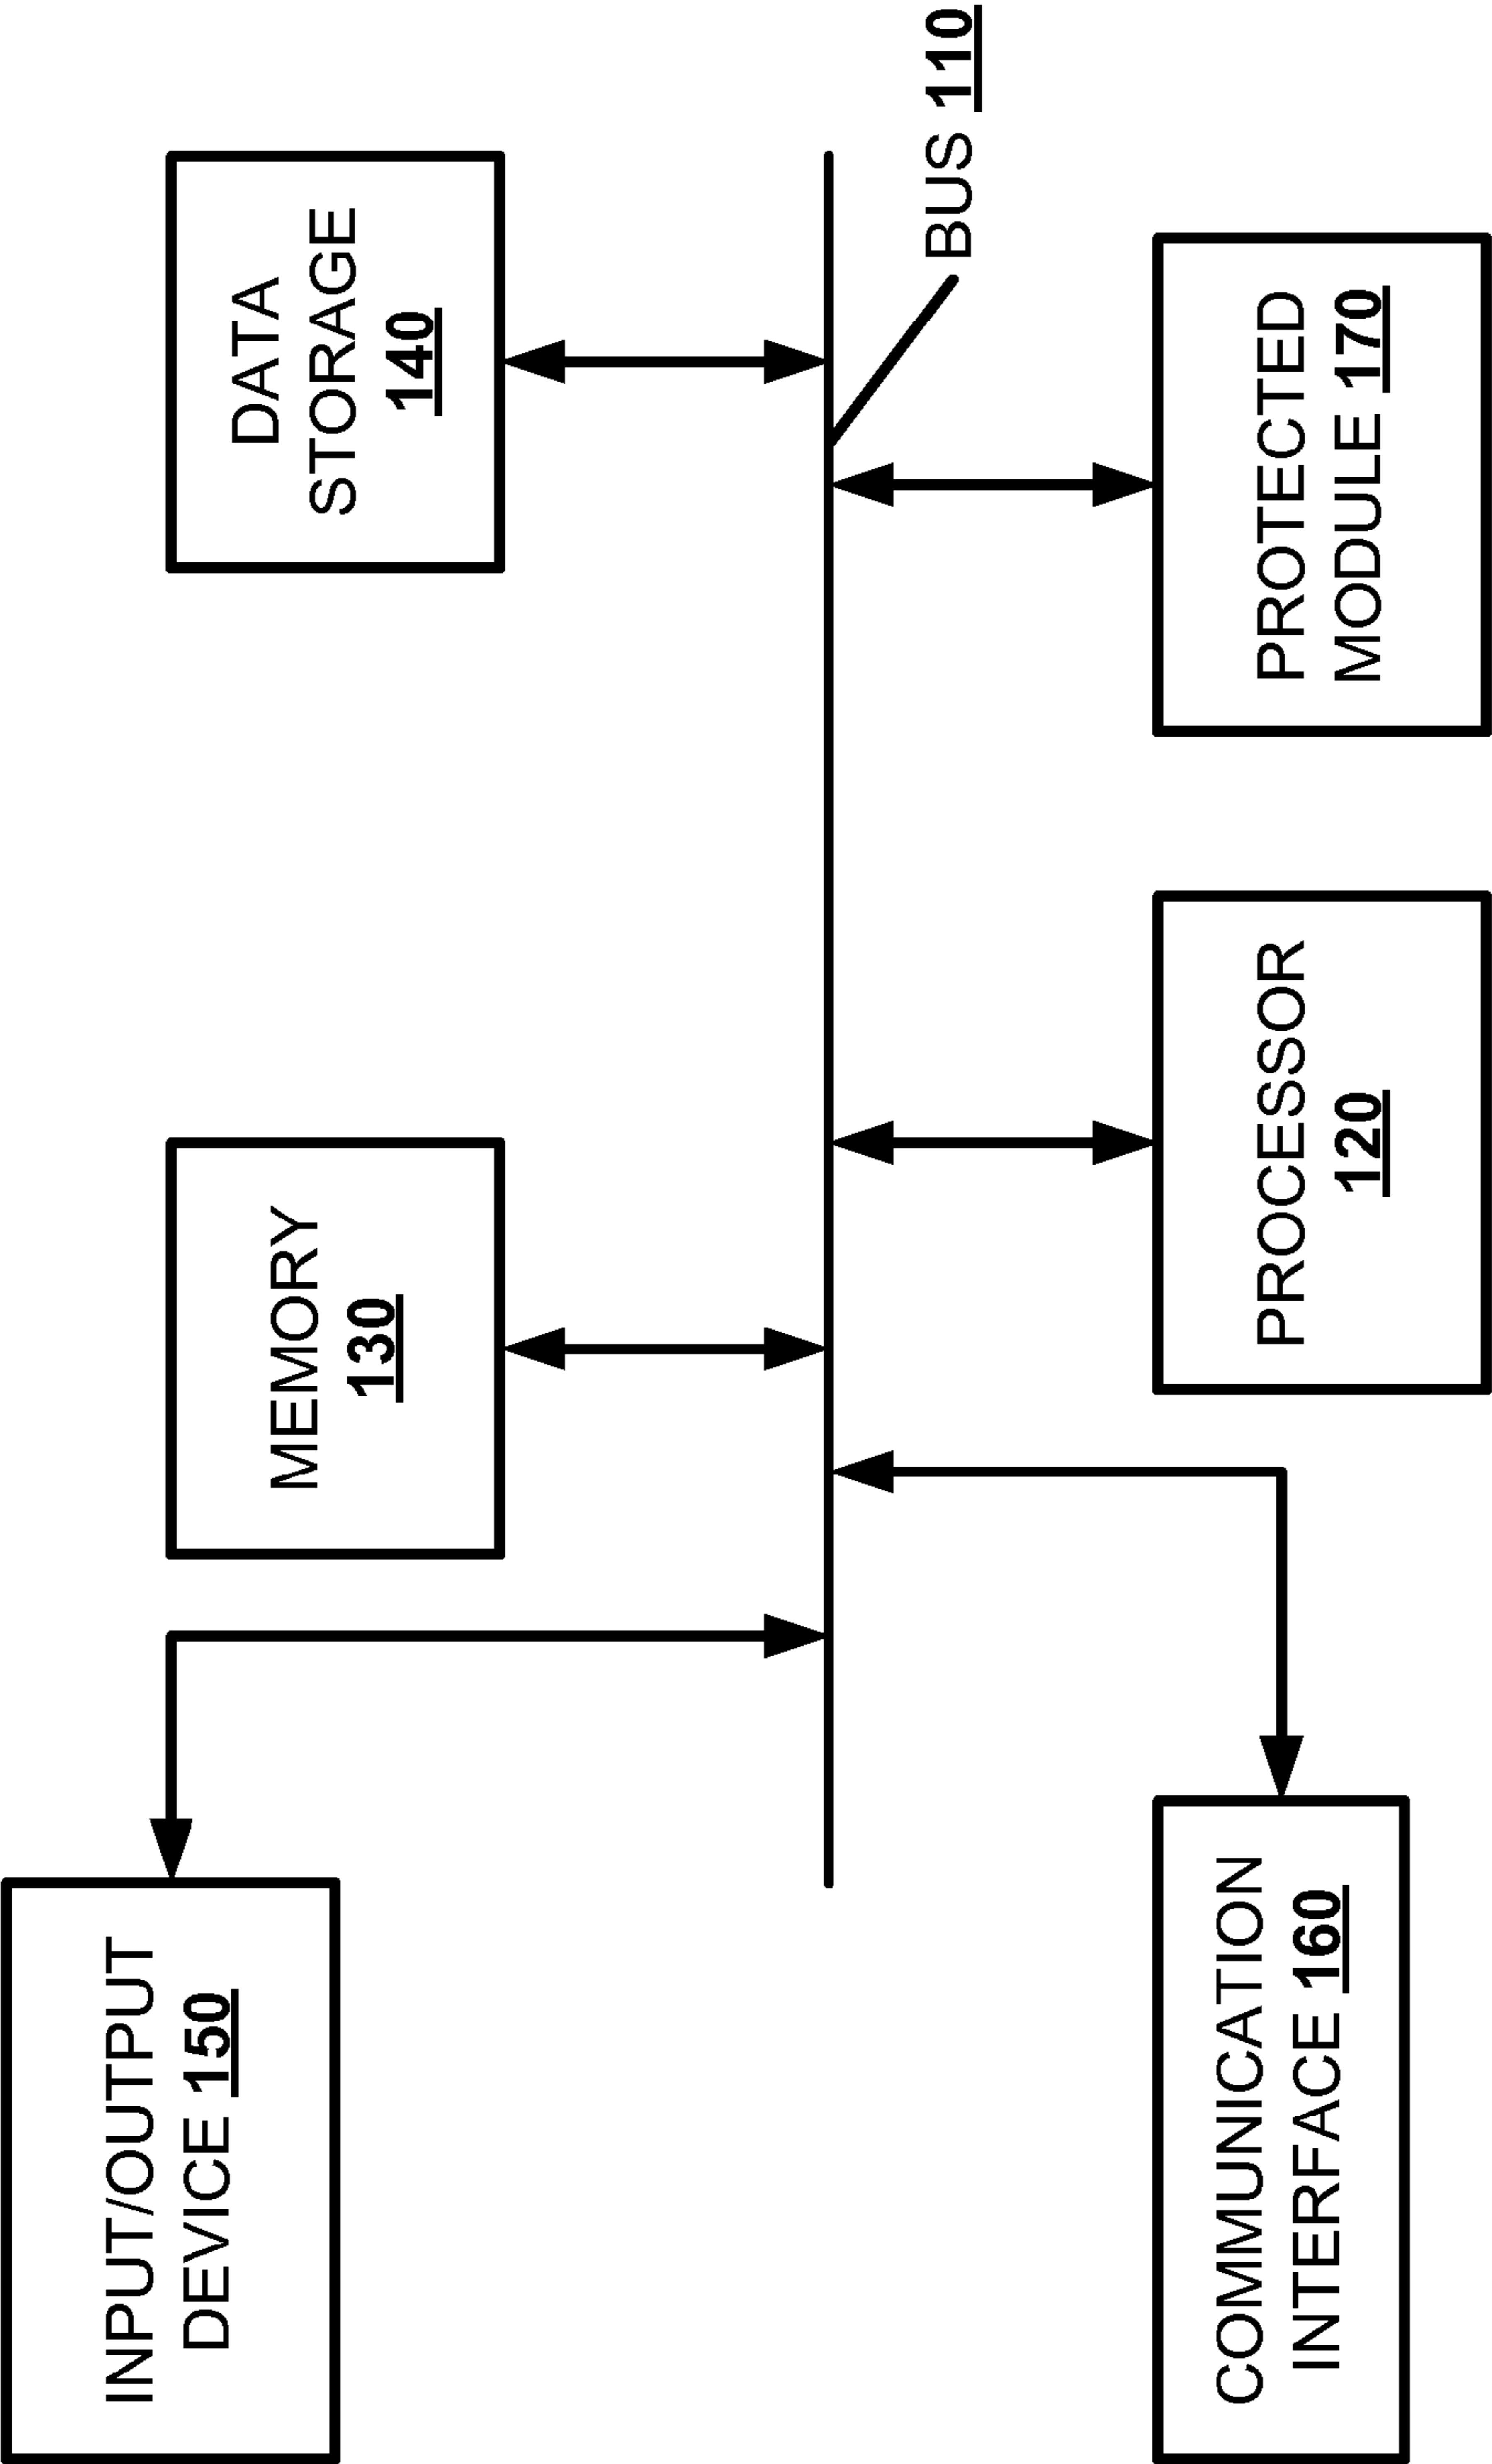 INPUT/OUTPUT
DEVICE 150
MEMORY
130
DATA
STORAGE
140
BUS 110
COMMUNICATION
INTERFACE 160
PROCESSOR
120
PROTECTED
MODULE 170